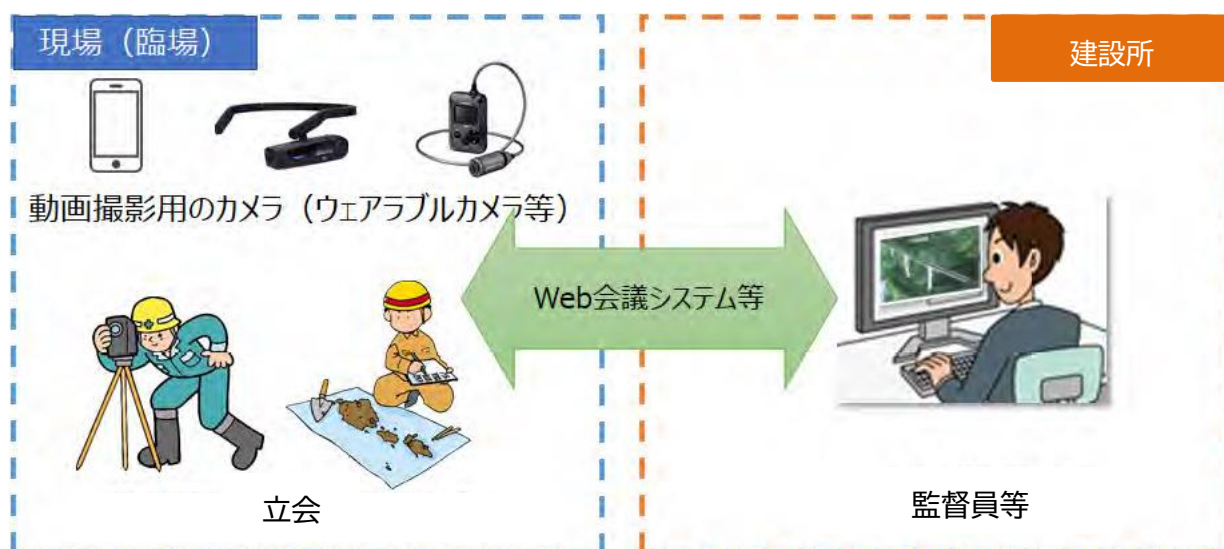 現場（臨場）
建設所
動画撮影用のカメラ（ウェアラブルカメラ等）
Web会議システム等
立会
監督員等